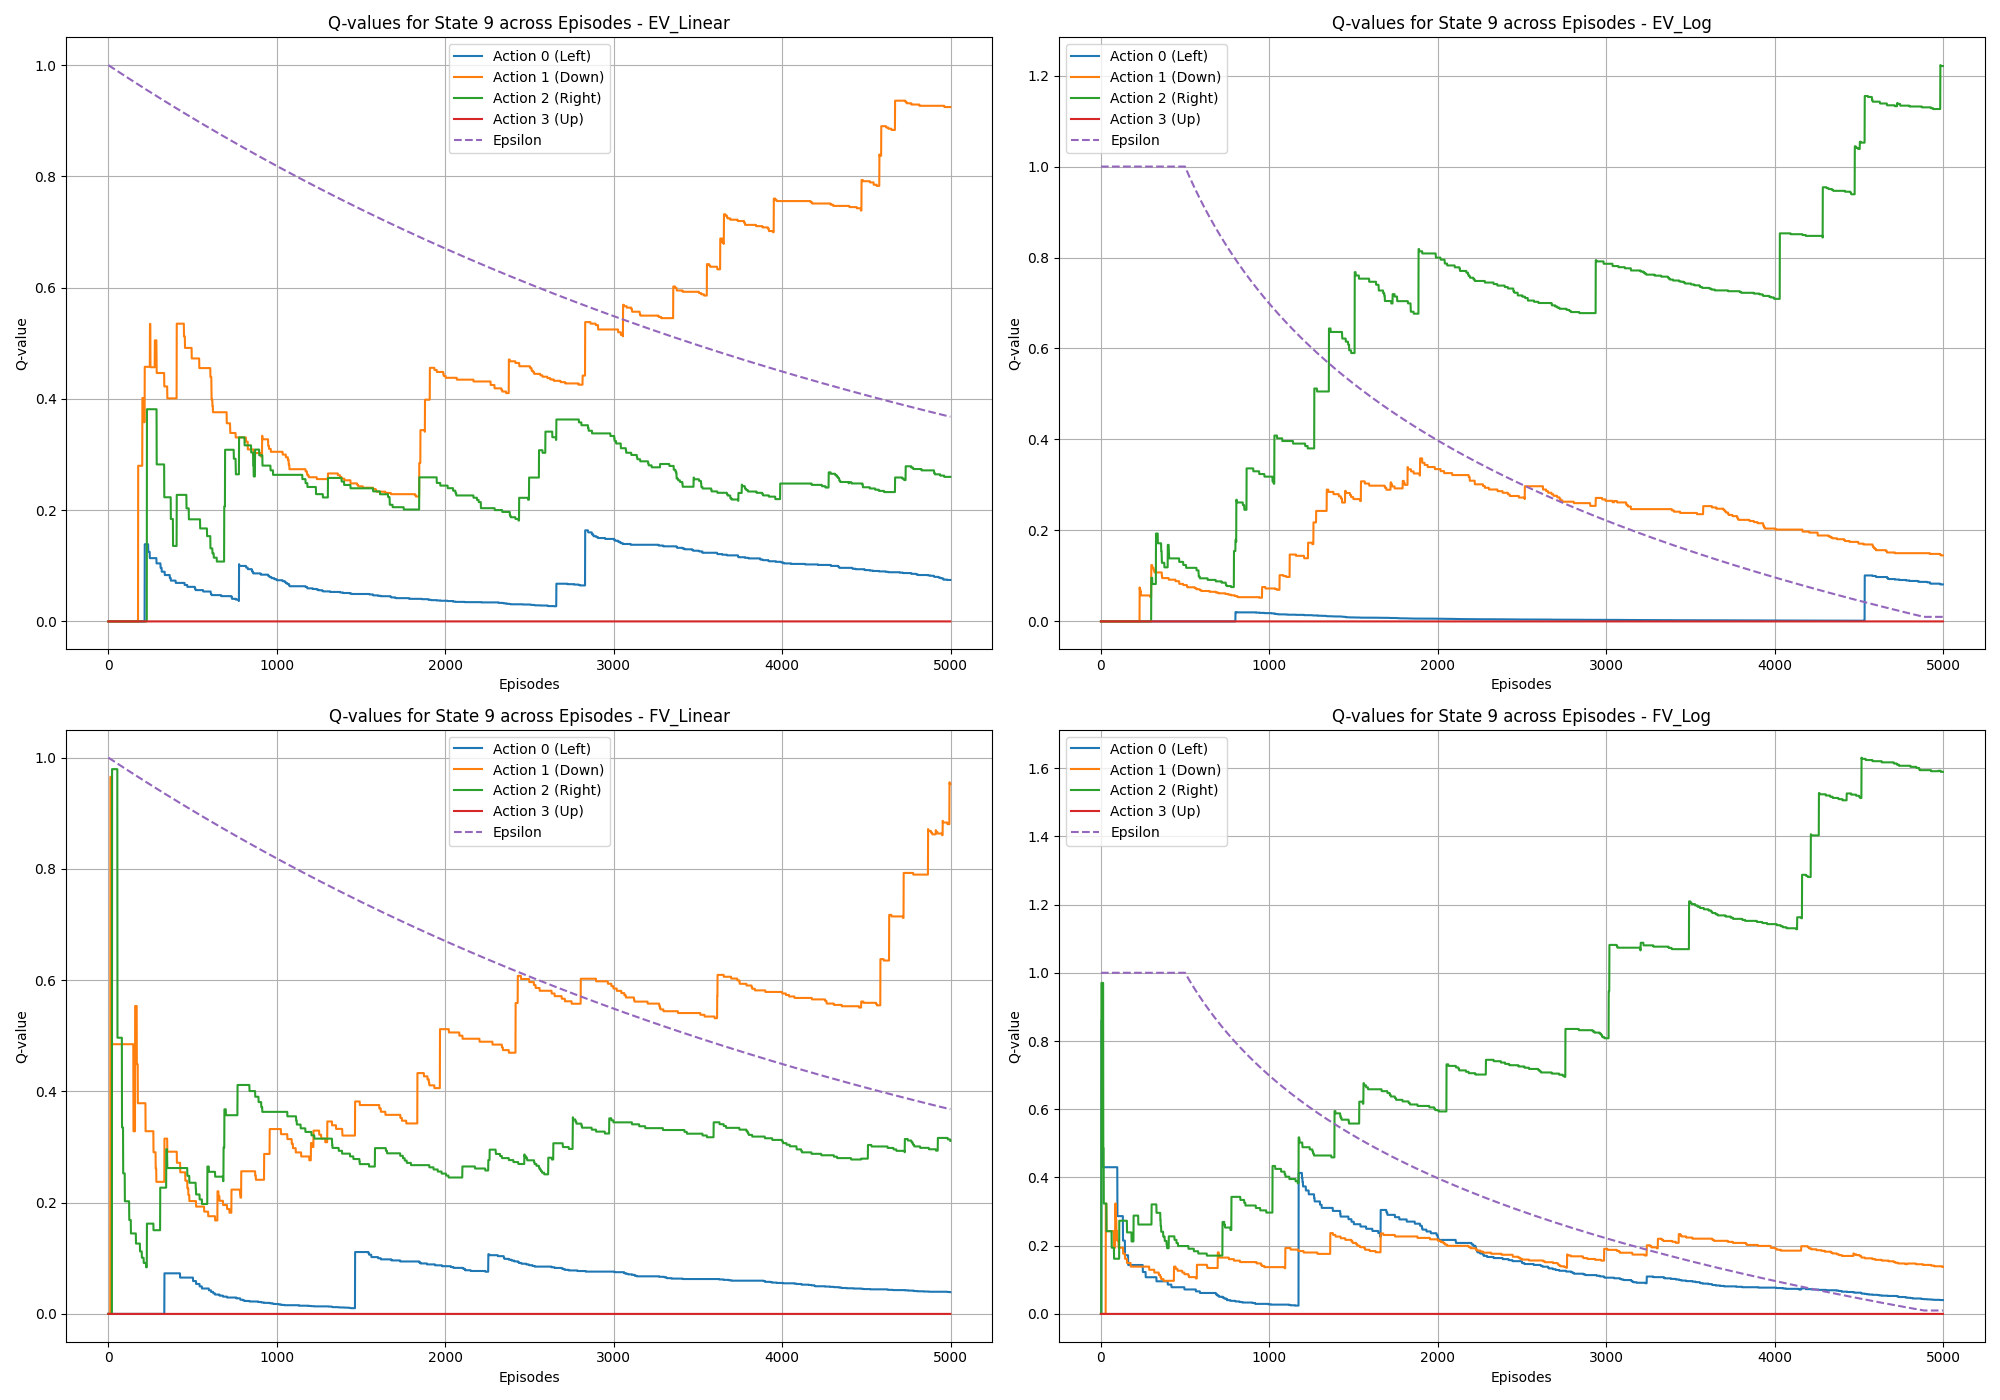 Q-values for State 9 across Episodes - EV_Linear
Action 0 (Left)
Action 1 (Down)
Action 2 (Right)
Action 3 (Up)
Epsilon
1.0
0.8
0.6
0.4
0.2
0.0
Q-value
0 1000 2000 3000 4000 5000
Episodes
Q-values for State 9 across Episodes - EV_Log
Action 0 (Left)
Action 1 (Down)
Action 2 (Right)
Action 3 (Up)
Epsilon
1.2
1.0
0.8
0.6
0.4
0.2
0.0
Q-value
0 1000 2000 3000 4000 5000
Episodes
Q-values for State 9 across Episodes - FV_Linear
Action 0 (Left)
Action 1 (Down)
Action 2 (Right)
Action 3 (Up)
Epsilon
1.0
0.8
0.6
0.4
0.2
0.0
Q-value
0 1000 2000 3000 4000 5000
Episodes
Q-values for State 9 across Episodes - FV_Log
Action 0 (Left)
Action 1 (Down)
Action 2 (Right)
Action 3 (Up)
Epsilon
1.6
1.4
1.2
1.0
0.8
0.6
0.4
0.2
0.0
Q-value
0 1000 2000 3000 4000 5000
Episodes